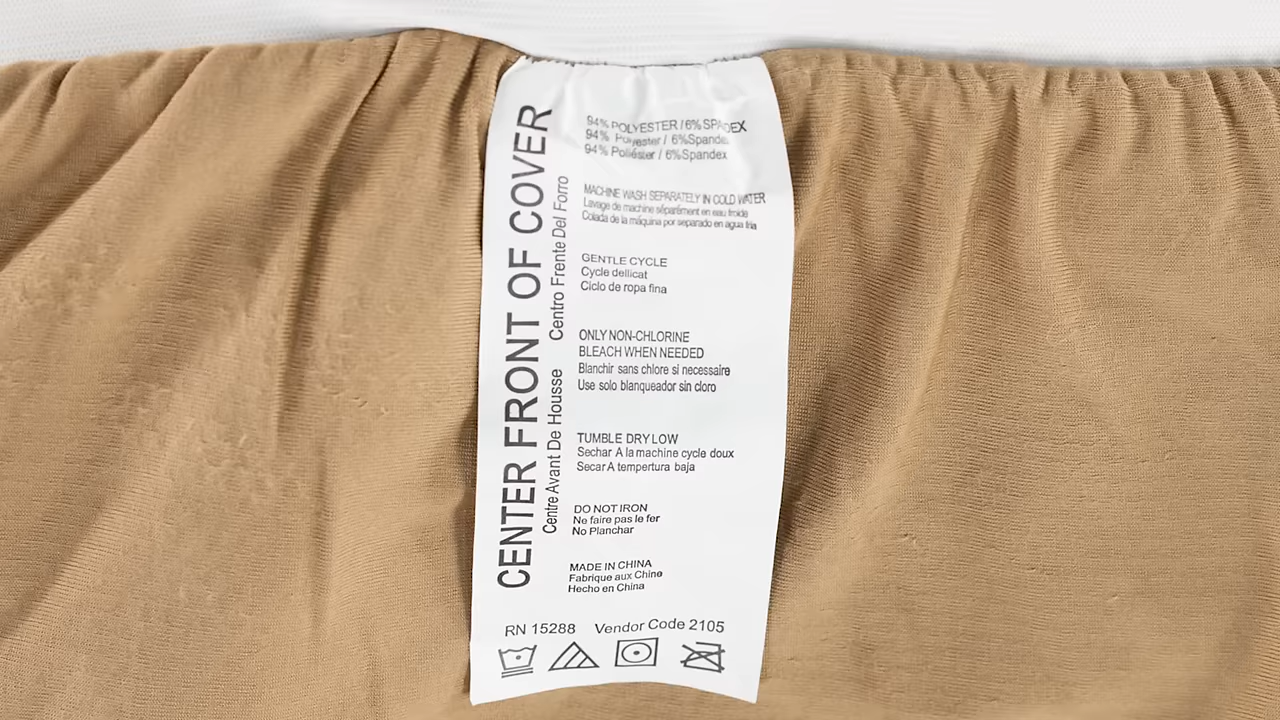 CENTER FRONT OF COVER
Centre Avant De Housse Centro Frente Del Forro
94% POLYESTER / 6% SPANDEX
94% Polyester / 6%Spandex
94% Poliéster / 6%Spandex
MACHINE WASH SEPARATELY IN COLD WATER
Lavage de machine séparément en eau froide
Colada de la máquina por separado en agua fria
GENTLE CYCLE
Cycle dellicat
Ciclo de ropa fina
ONLY NON-CHLORINE
BLEACH WHEN NEEDED
Blanchir sans chlore si necessaire
Use solo blanqueador sin cloro
TUMBLE DRY LOW
Sechar A la machine cycle doux
Secar A tempertura baja
DO NOT IRON
Ne faire pas le fer
No Planchar
MADE IN CHINA
Fabrique aux Chine
Hecho en China
RN 15288 Vendor Code 2105